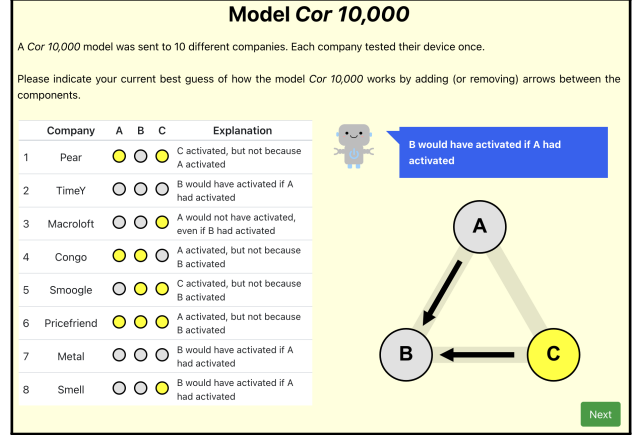 Model Cor 10,000
A Cor 10,000 model was sent to 10 different companies. Each company tested their device once.
Please indicate your current best guess of how the model Cor 10,000 works by adding (or removing) arrows between the
components.
Company A B C Explanation
1 Pear C activated, but not because
A activated
2 TimeY B would have activated if A
had activated
3 Macroloft A would not have activated,
even if B had activated
4 Congo A activated, but not because
B activated
5 Smoogle C activated, but not because
B activated
6 Pricefriend A activated, but not because
B activated
7 Metal B would have activated if A
had activated
8 Smell B would have activated if A
had activated
B would have activated if A had
activated
A
B
C
Next